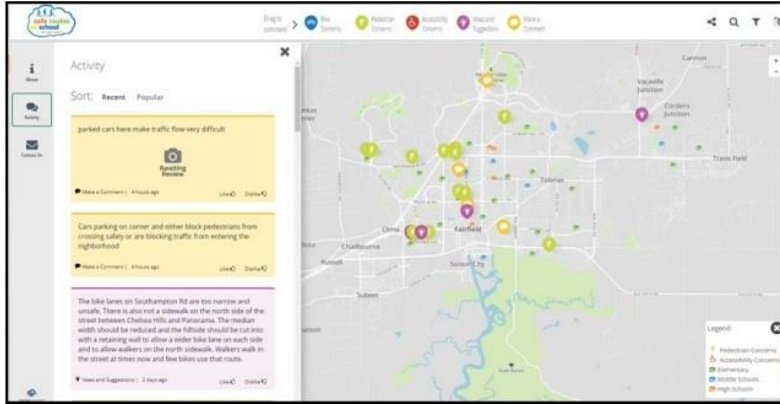 safe routes
to school
Drag to
comment
Bike
Concerns
Pedestrian
Concerns
Accessibility
Concerns
Ideas and
Suggestions
Make a
Comment
About
Activity
Contact Us
Activity
Sort: Recent Popular
parked cars here make traffic flow very difficult
Awaiting
Review
Make a Comment | 4 hours ago Like Dislike
Cars parking on corner and either block pedestrians from
crossing safely or are blocking traffic from entering the
nighborhood
Make a Comment | 4 hours ago Like Dislike
The bike lanes on Southampton Rd are too narrow and
unsafe. There is also not a sidewalk on the north side of the
street between Chelsea Hills and Panorama. The median
width should be reduced and the hillside should be cut into
with a retaining wall to allow a wider bike lane on each side
and to allow walkers on the north sidewalk. Walkers walk in
the street at times now and few bikes use that route.
Ideas and Suggestions | 2 days ago Like Dislike
Cannon
Vacaville
Junction
Cordero
Junction
Travis Field
Tolenas
Clima
Fairfield
Chadbourne
Russell
Suisun City
Subeet
Legend
Pedestrian Concerns
Accessibility Concerns
Elementary
Middle Schools
High Schools